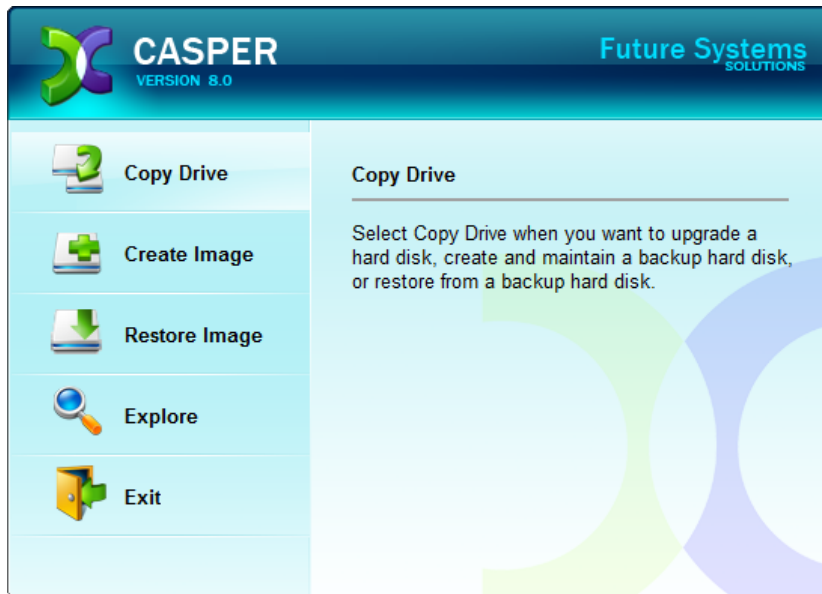 CASPER
VERSION 8.0
Future Systems
SOLUTIONS
Copy Drive
Create Image
Restore Image
Explore
Exit
Copy Drive
Select Copy Drive when you want to upgrade a
hard disk, create and maintain a backup hard disk,
or restore from a backup hard disk.